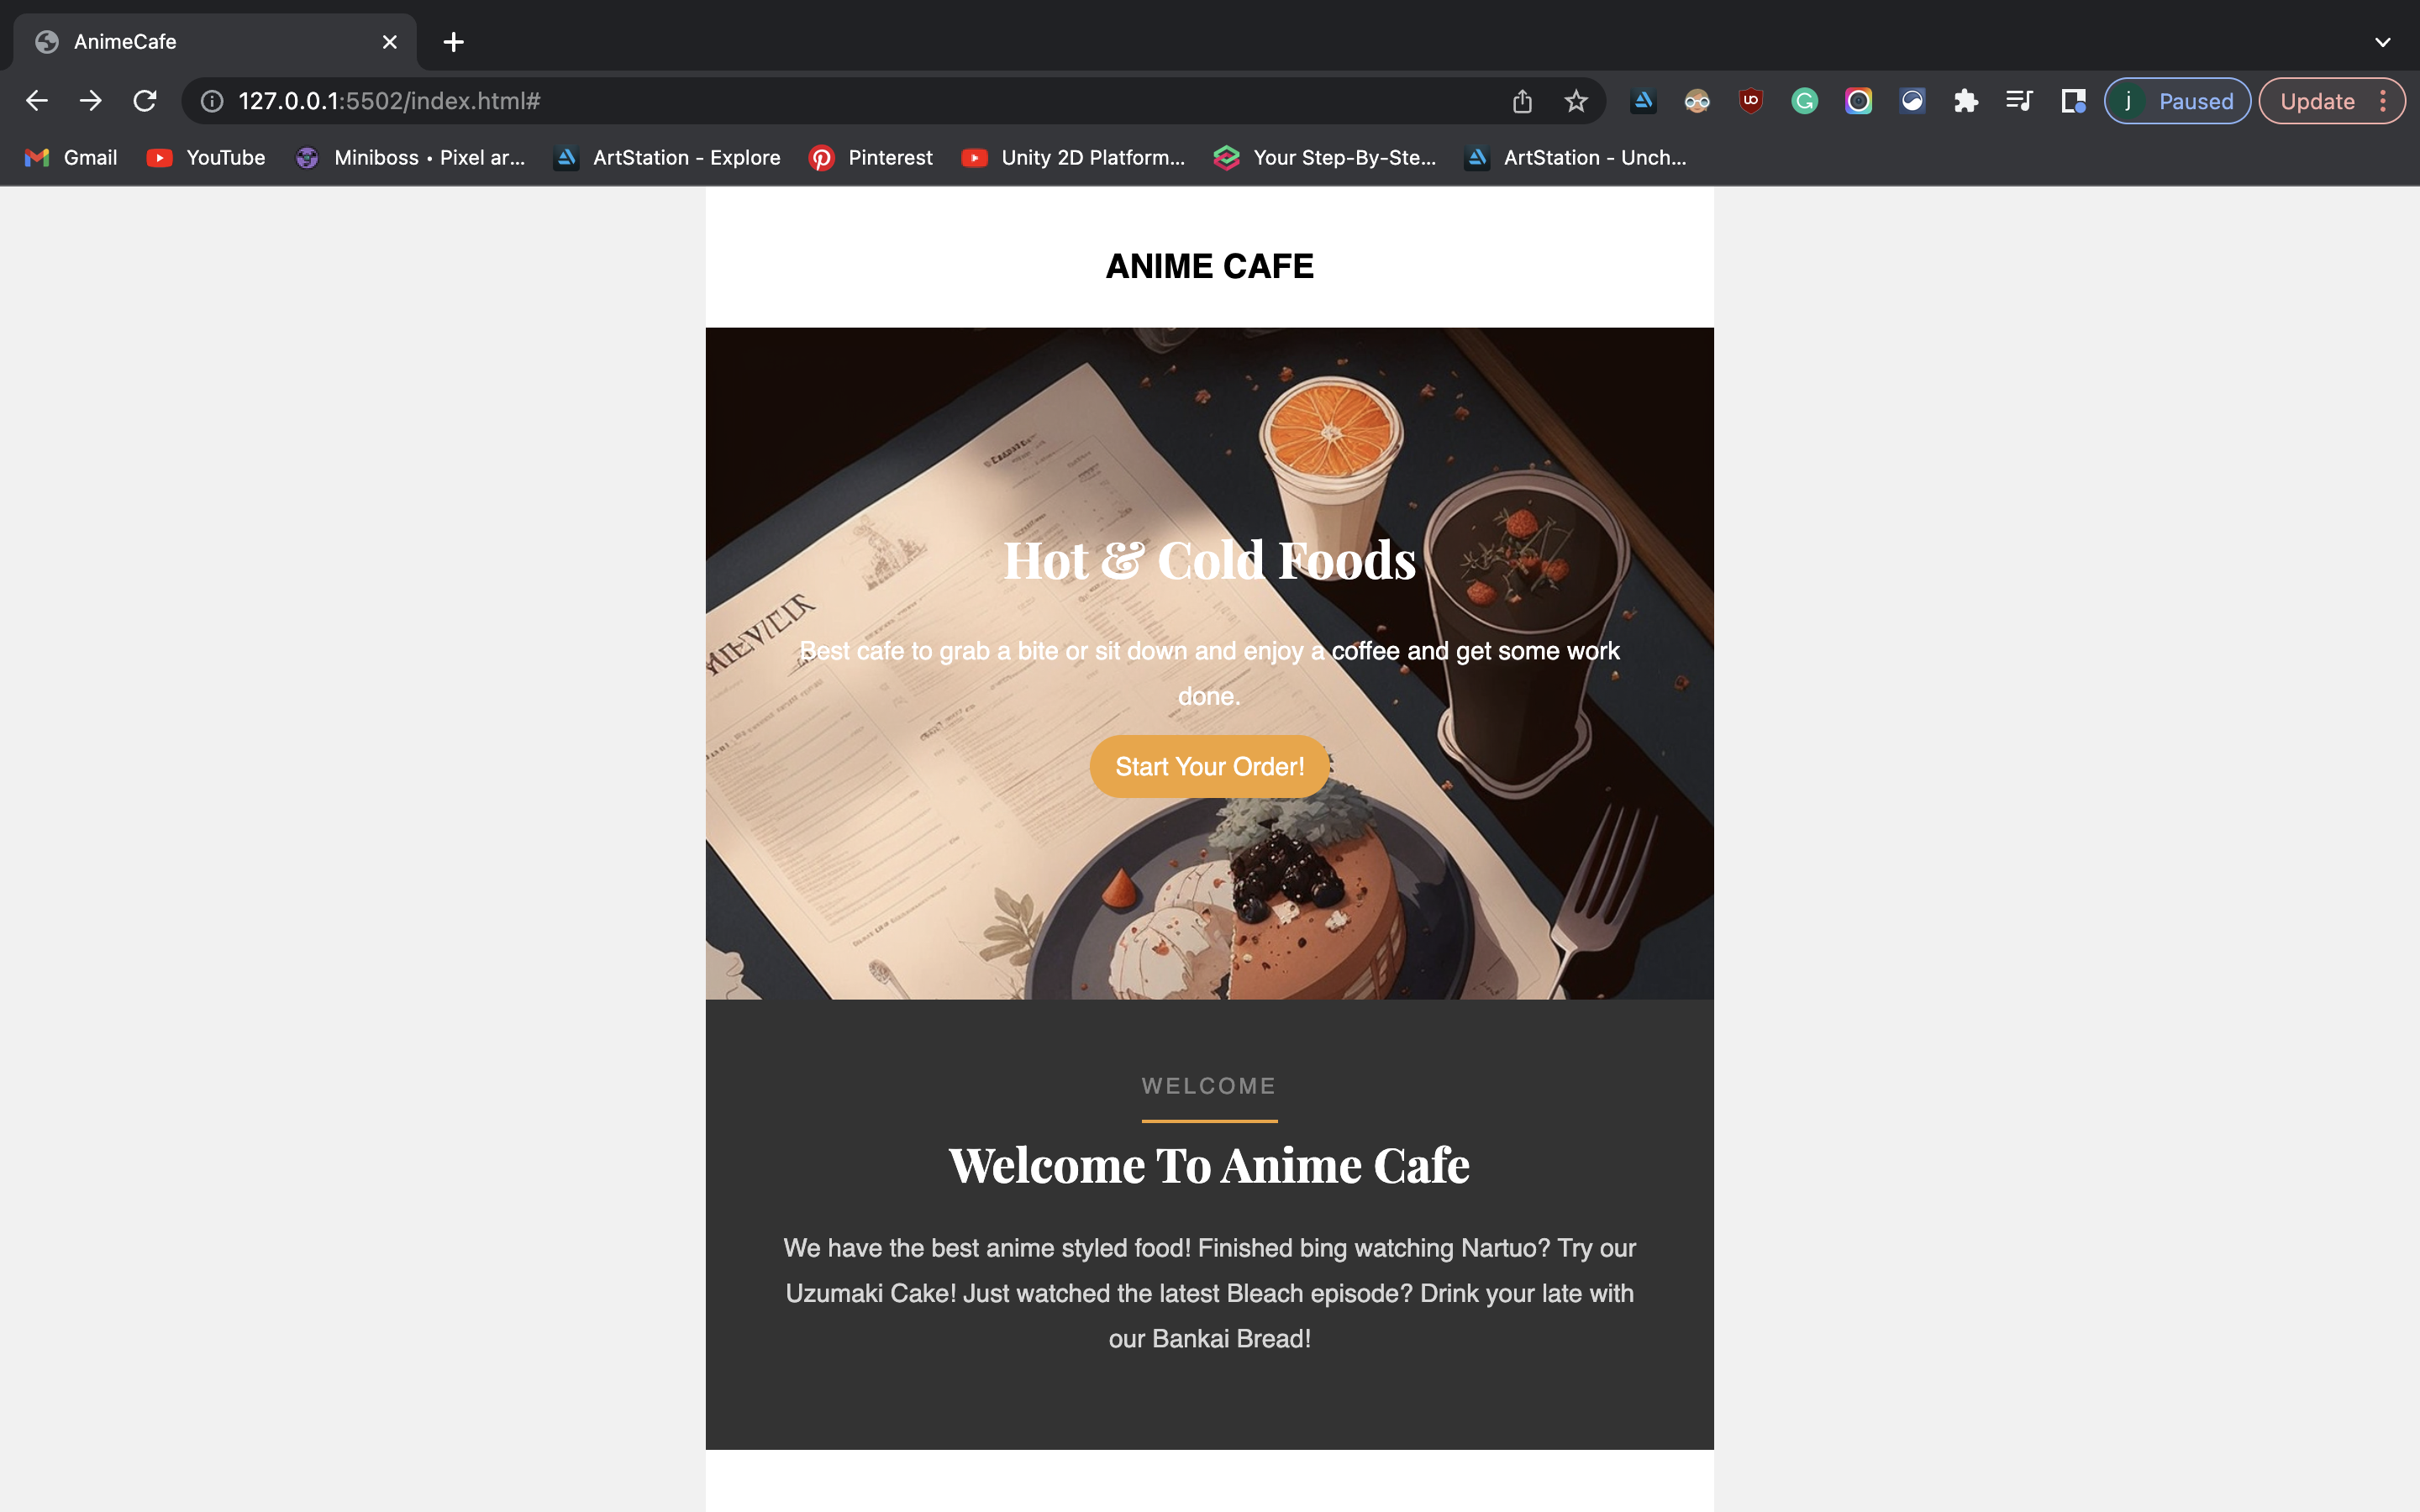 AnimeCafe
127.0.0.1:5502/index.html#
j Paused
Update
Gmail
YouTube
Miniboss • Pixel ar...
ArtStation - Explore
Pinterest
Unity 2D Platform...
Your Step-By-Ste...
ArtStation - Unch...
ANIME CAFE
Hot & Cold Foods
Best cafe to grab a bite or sit down and enjoy a coffee and get some work
done.
Start Your Order!
WELCOME
Welcome To Anime Cafe
We have the best anime styled food! Finished bing watching Nartuo? Try our
Uzumaki Cake! Just watched the latest Bleach episode? Drink your late with
our Bankai Bread!